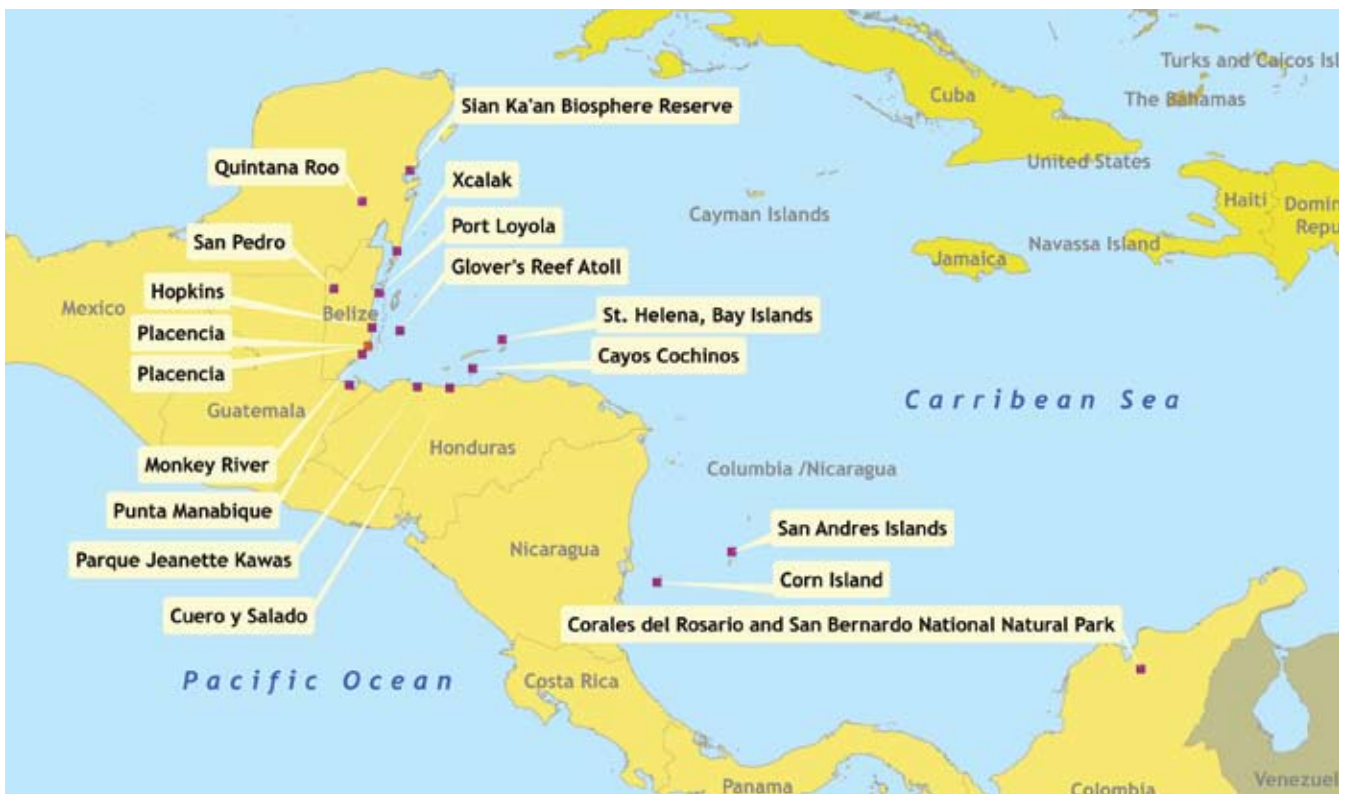 Sian Ka'an Biosphere Reserve
Quintana Roo
Xcalak
Port Loyola
San Pedro
Glover's Reef Atoll
Hopkins
Mexico
Belize
Placencia
Placencia
St. Helena, Bay Islands
Cayos Cochinos
Guatemala
Honduras
Monkey River
Punta Manabique
Parque Jeanette Kawas
Cuero y Salado
Nicaragua
Columbia /Nicaragua
San Andres Islands
Corn Island
Corales del Rosario and San Bernardo National Natural Park
Cuba
Turks and Caicos Isl
The Bahamas
United States
Cayman Islands
Navassa Island
Jamaica
Haiti
Domin
Repu
Carribean Sea
Pacific Ocean
Costa Rica
Panama
Colombia
Venezuel